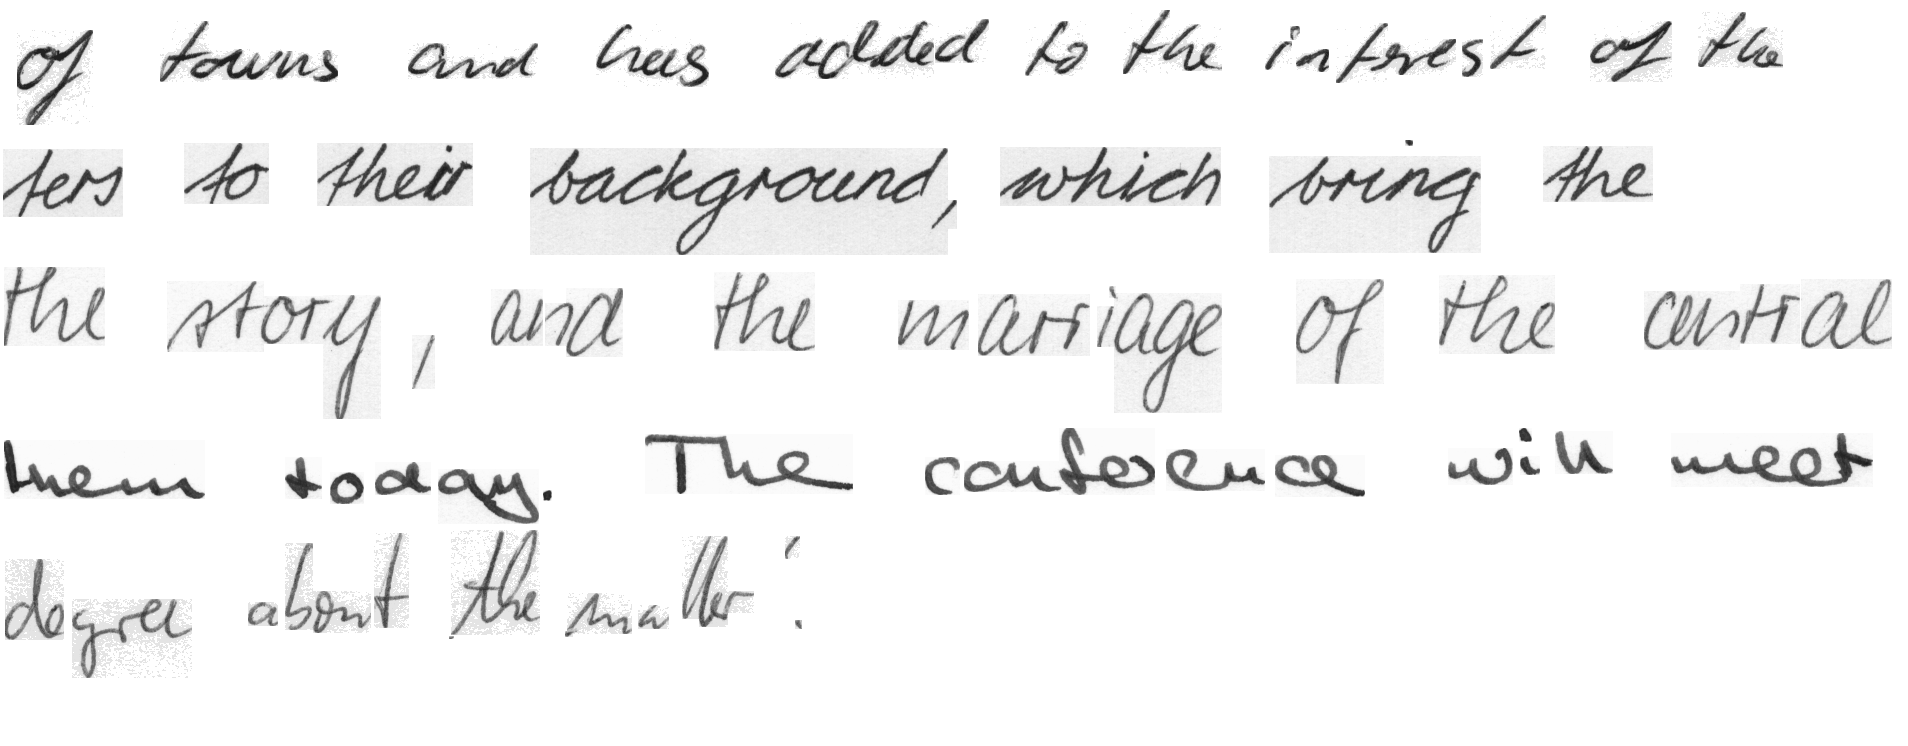 of towns and has added to the interest of the
ters to their background, which bring the
the story, and the marriage of the central
them today. The conference will meet
degree about the matter'.